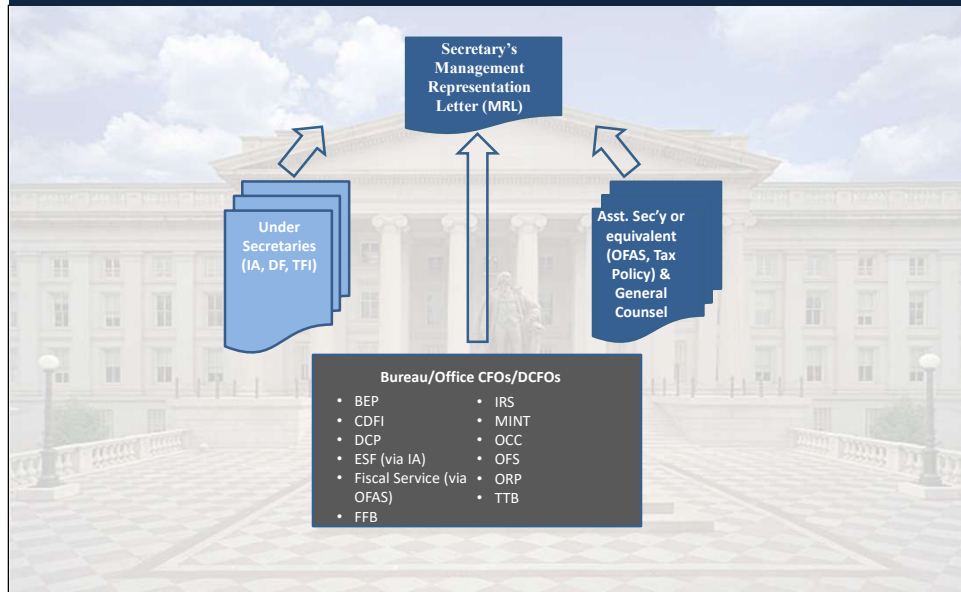 Secretary's
Management
Representation
Letter (MRL)
Under
Secretaries
(IA, DF, TFI)
Asst. Sec'y or
equivalent
(OFAS, Tax
Policy) &
General
Counsel
Bureau/Office CFOs/DCFOs
• BEP
• CDFI
• DCP
• ESF (via IA)
• Fiscal Service (via
OFAS)
• FFB
• IRS
• MINT
• OCC
• OFS
• ORP
• TTB